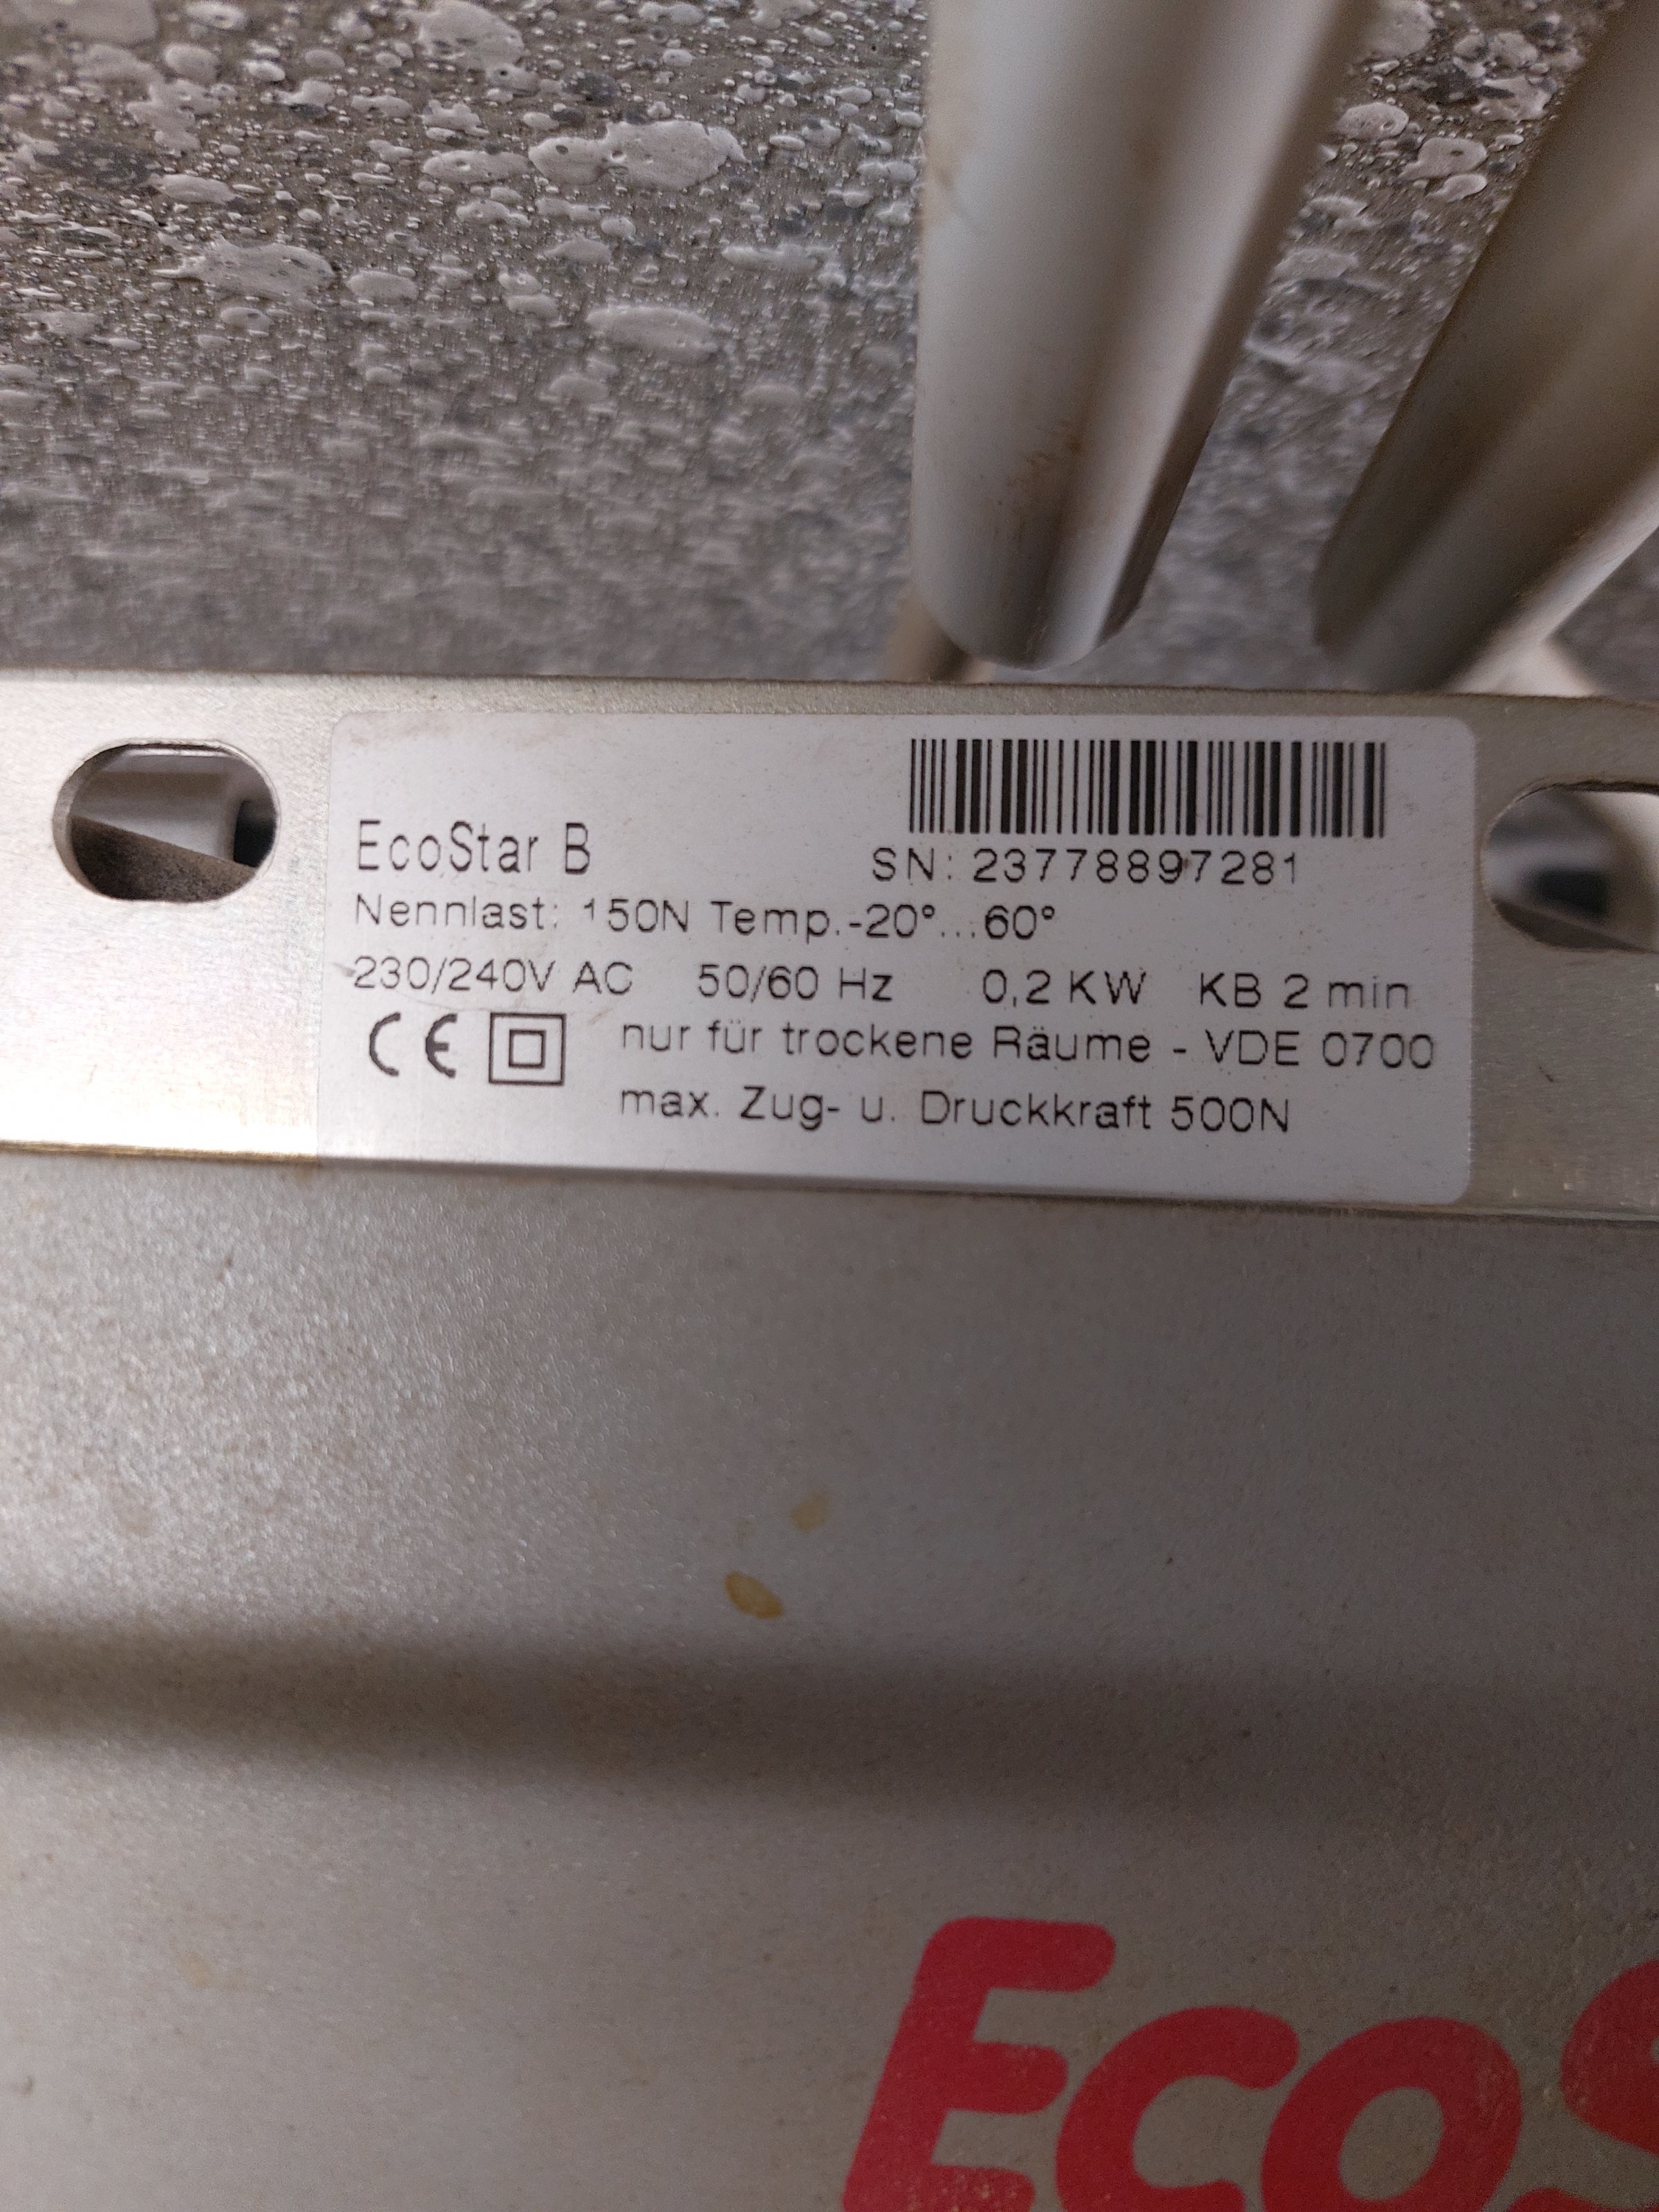 EcoStar B
SN: 23778897281
Nennlast: 150N Temp.-20°...60°
230/240V AC 50/60 Hz 0,2 KW KB 2 min
CE nur für trockene Räume - VDE 0700
max. Zug- u. Druckkraft 500N
EcoS